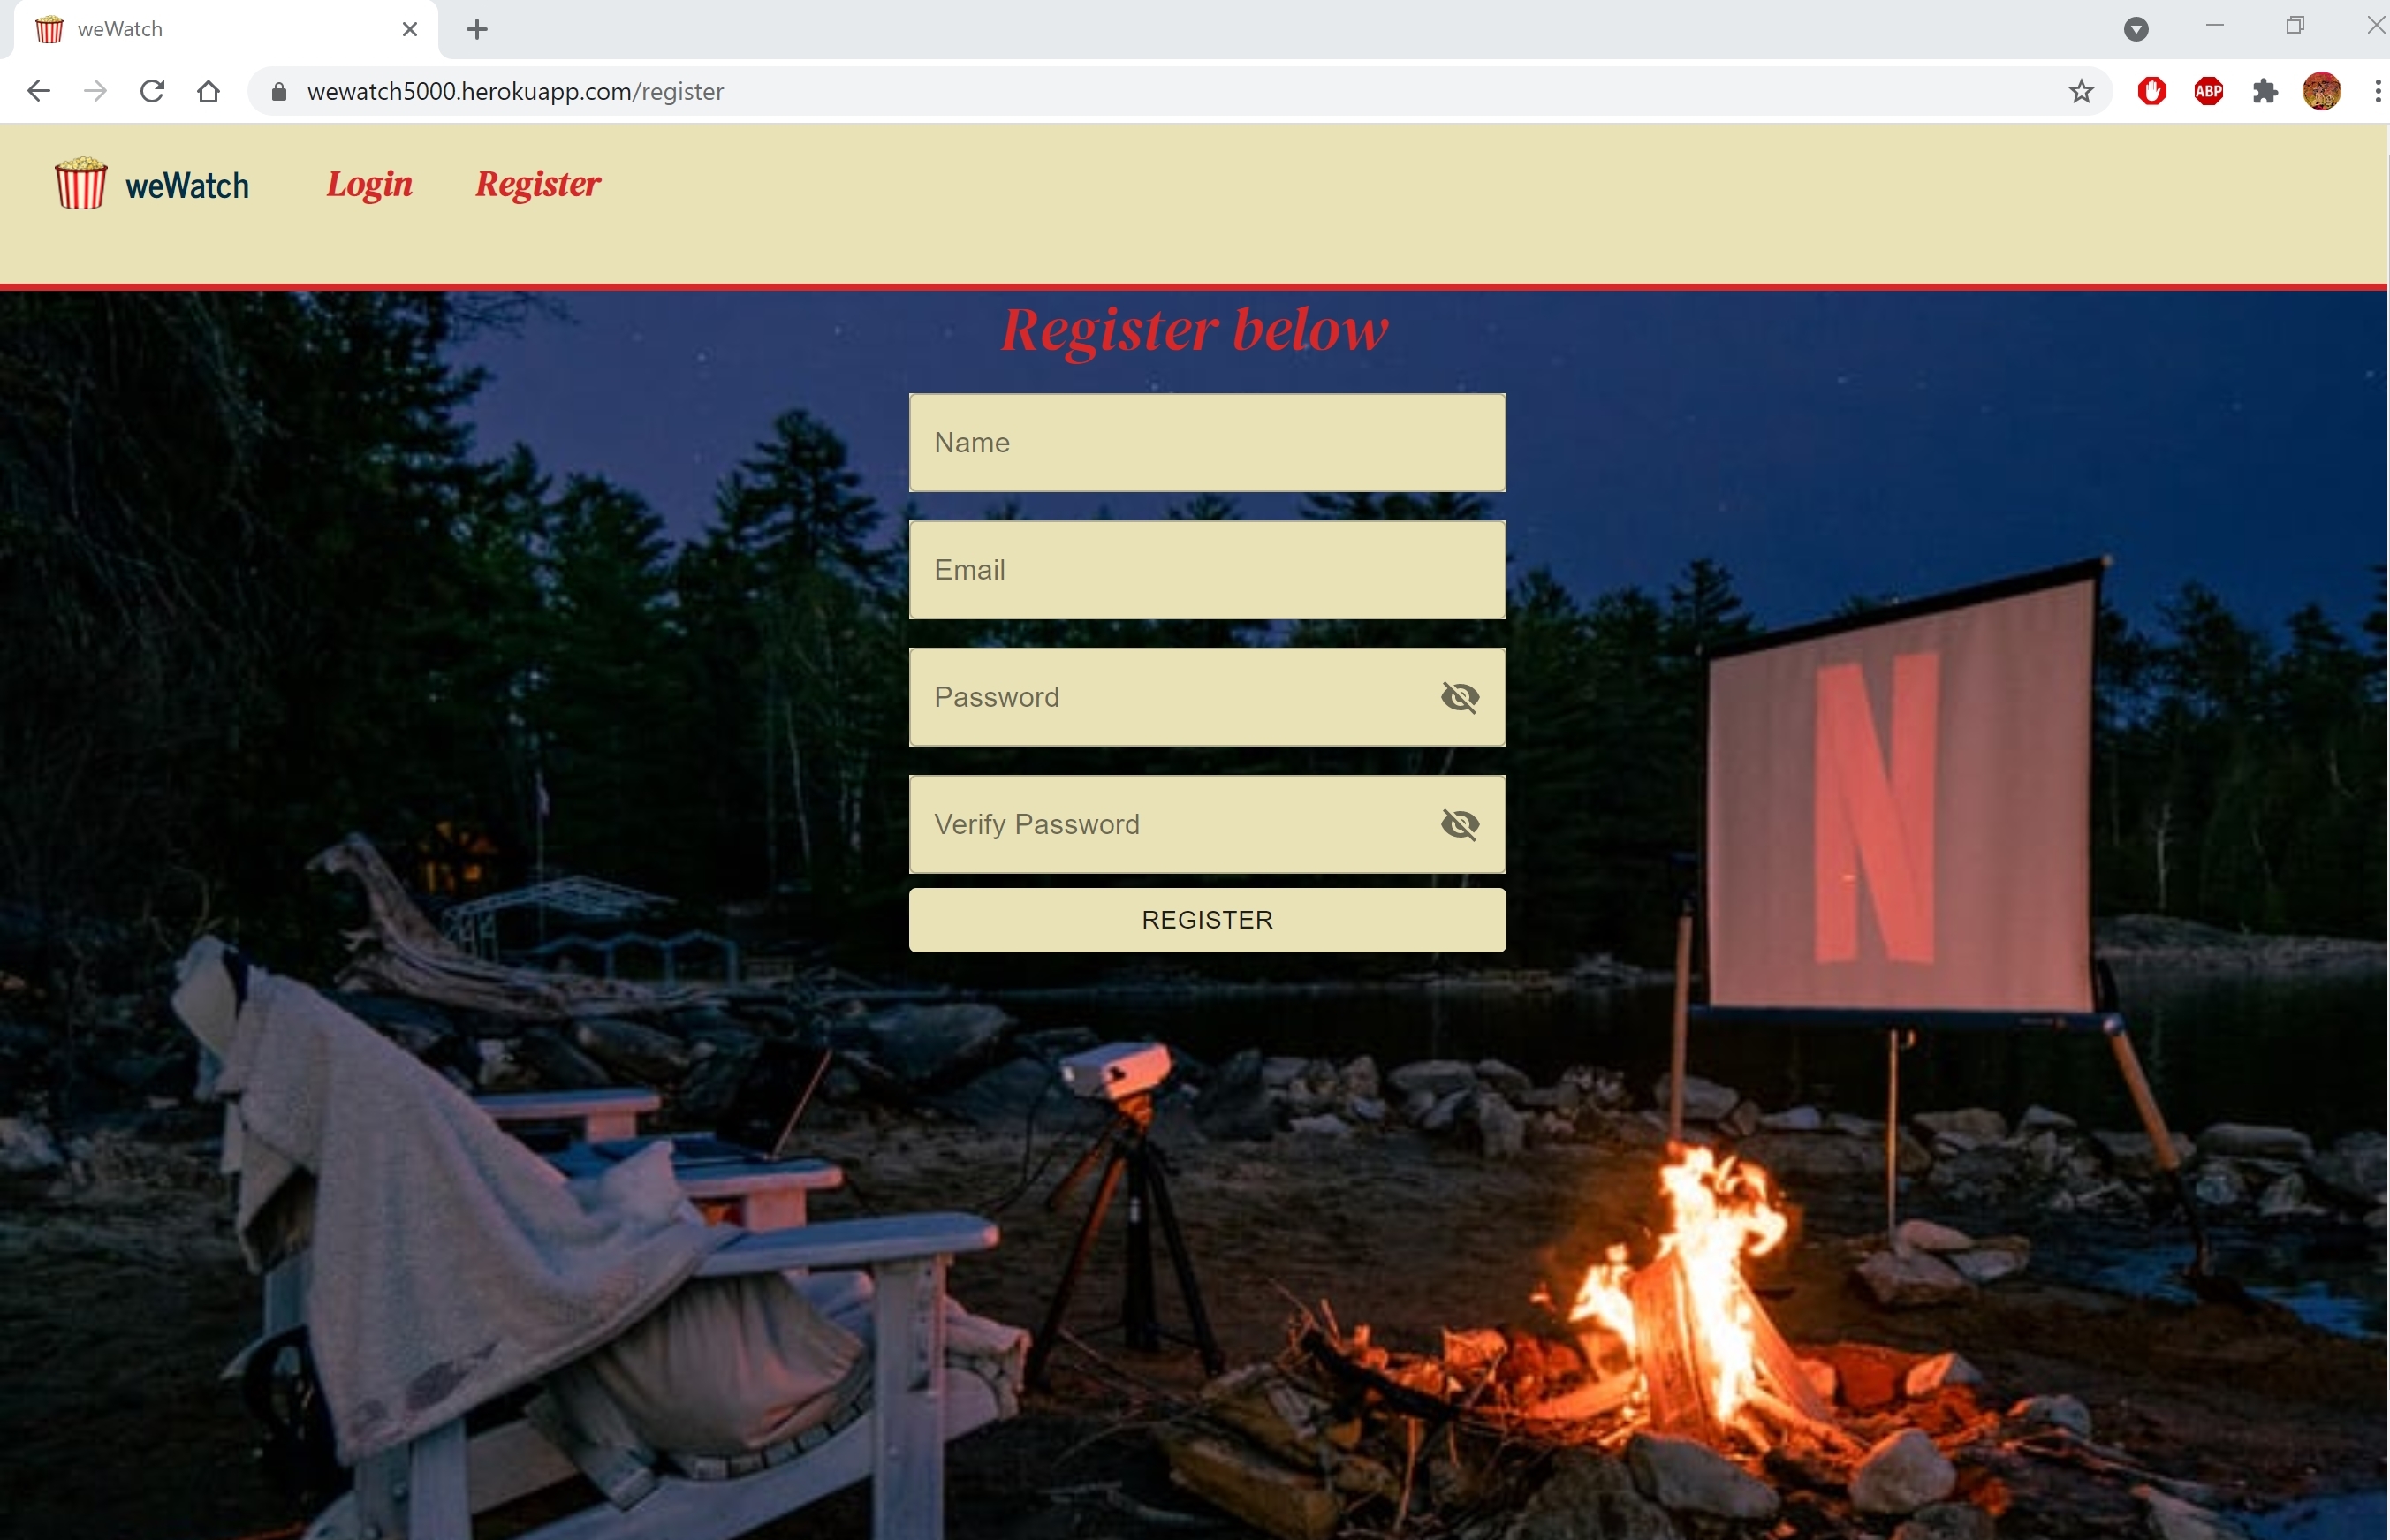 weWatch
wewatch5000.herokuapp.com/register
ABP
weWatch Login Register
Register below
Name
Email
Password
Verify Password
REGISTER
N